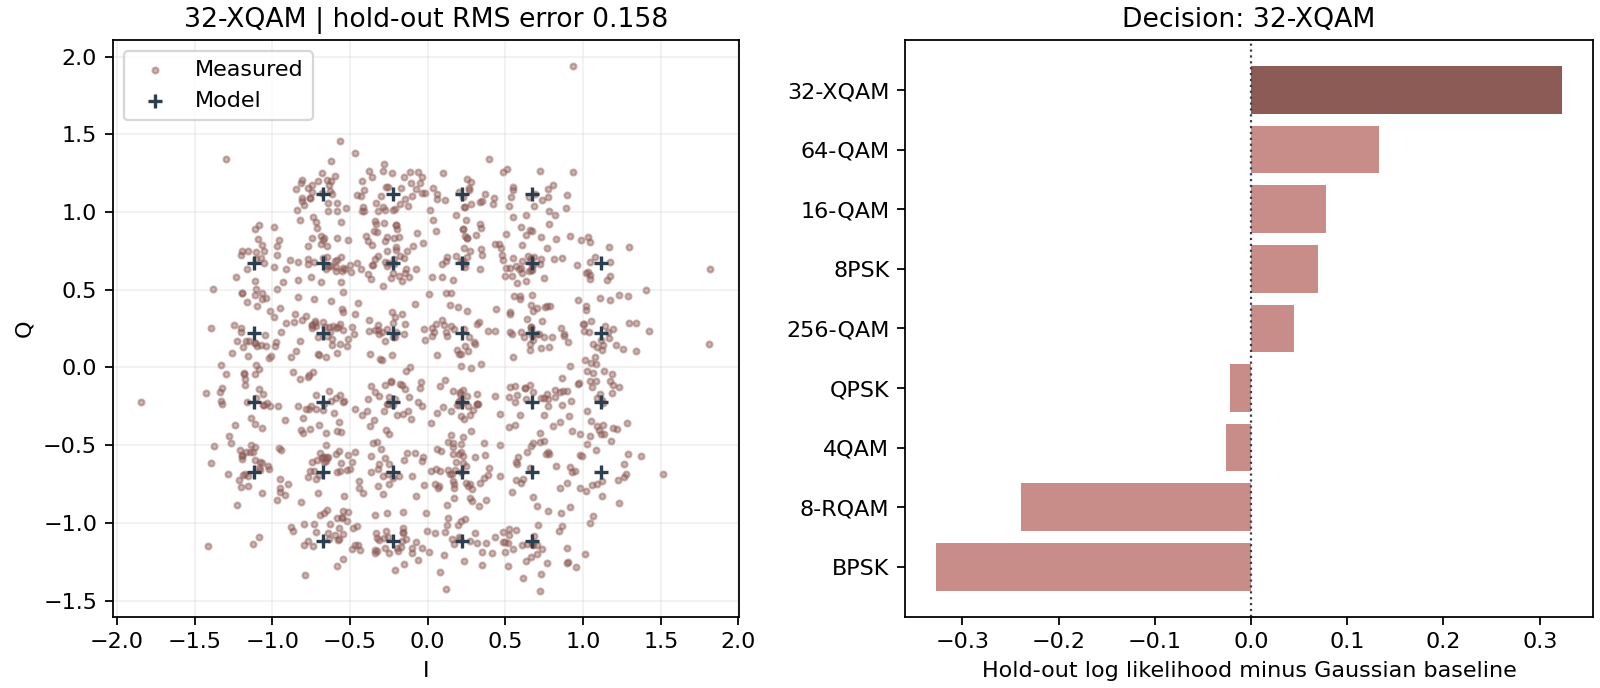 32-XQAM | hold-out RMS error 0.158
Measured
Model
2.0
1.5
1.0
0.5
0.0
−0.5
−1.0
−1.5
Q
−2.0 −1.5 −1.0 −0.5 0.0 0.5 1.0 1.5 2.0
I
Decision: 32-XQAM
32-XQAM
64-QAM
16-QAM
8PSK
256-QAM
QPSK
4QAM
8-RQAM
BPSK
−0.3 −0.2 −0.1 0.0 0.1 0.2 0.3
Hold-out log likelihood minus Gaussian baseline